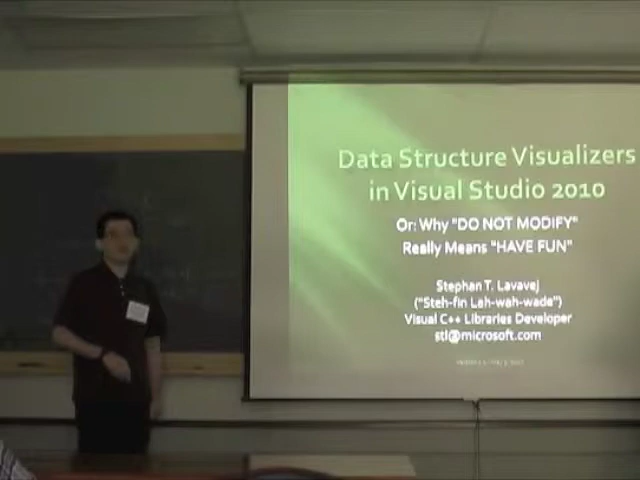 Data Structure Visualizers
in Visual Studio 2010
Or: Why "DO NOT MODIFY"
Really Means "HAVE FUN"
Stephan T. Lavavej
("Steh-fin Lah-wah-wade")
Visual C++ Libraries Developer
stl@microsoft.com